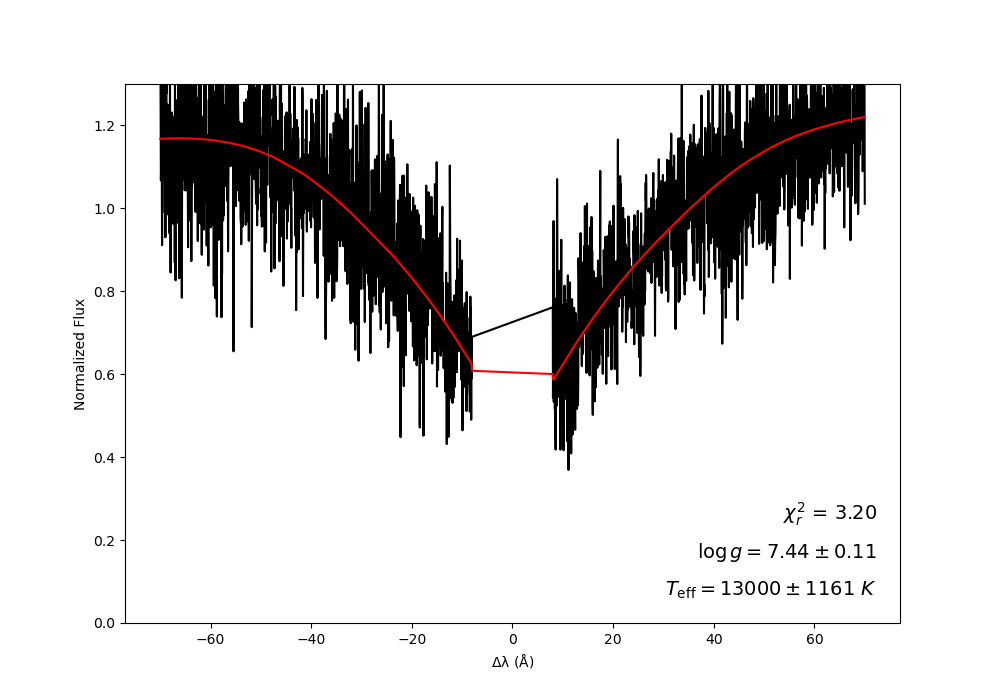 Normalized Flux
1.2
1.0
0.8
0.6
0.4
0.2
0.0
−60
−40
−20
0
20
40
60
Δλ (Å)
χ²ᵣ = 3.20
log g = 7.44 ± 0.11
T_eff = 13000 ± 1161 K